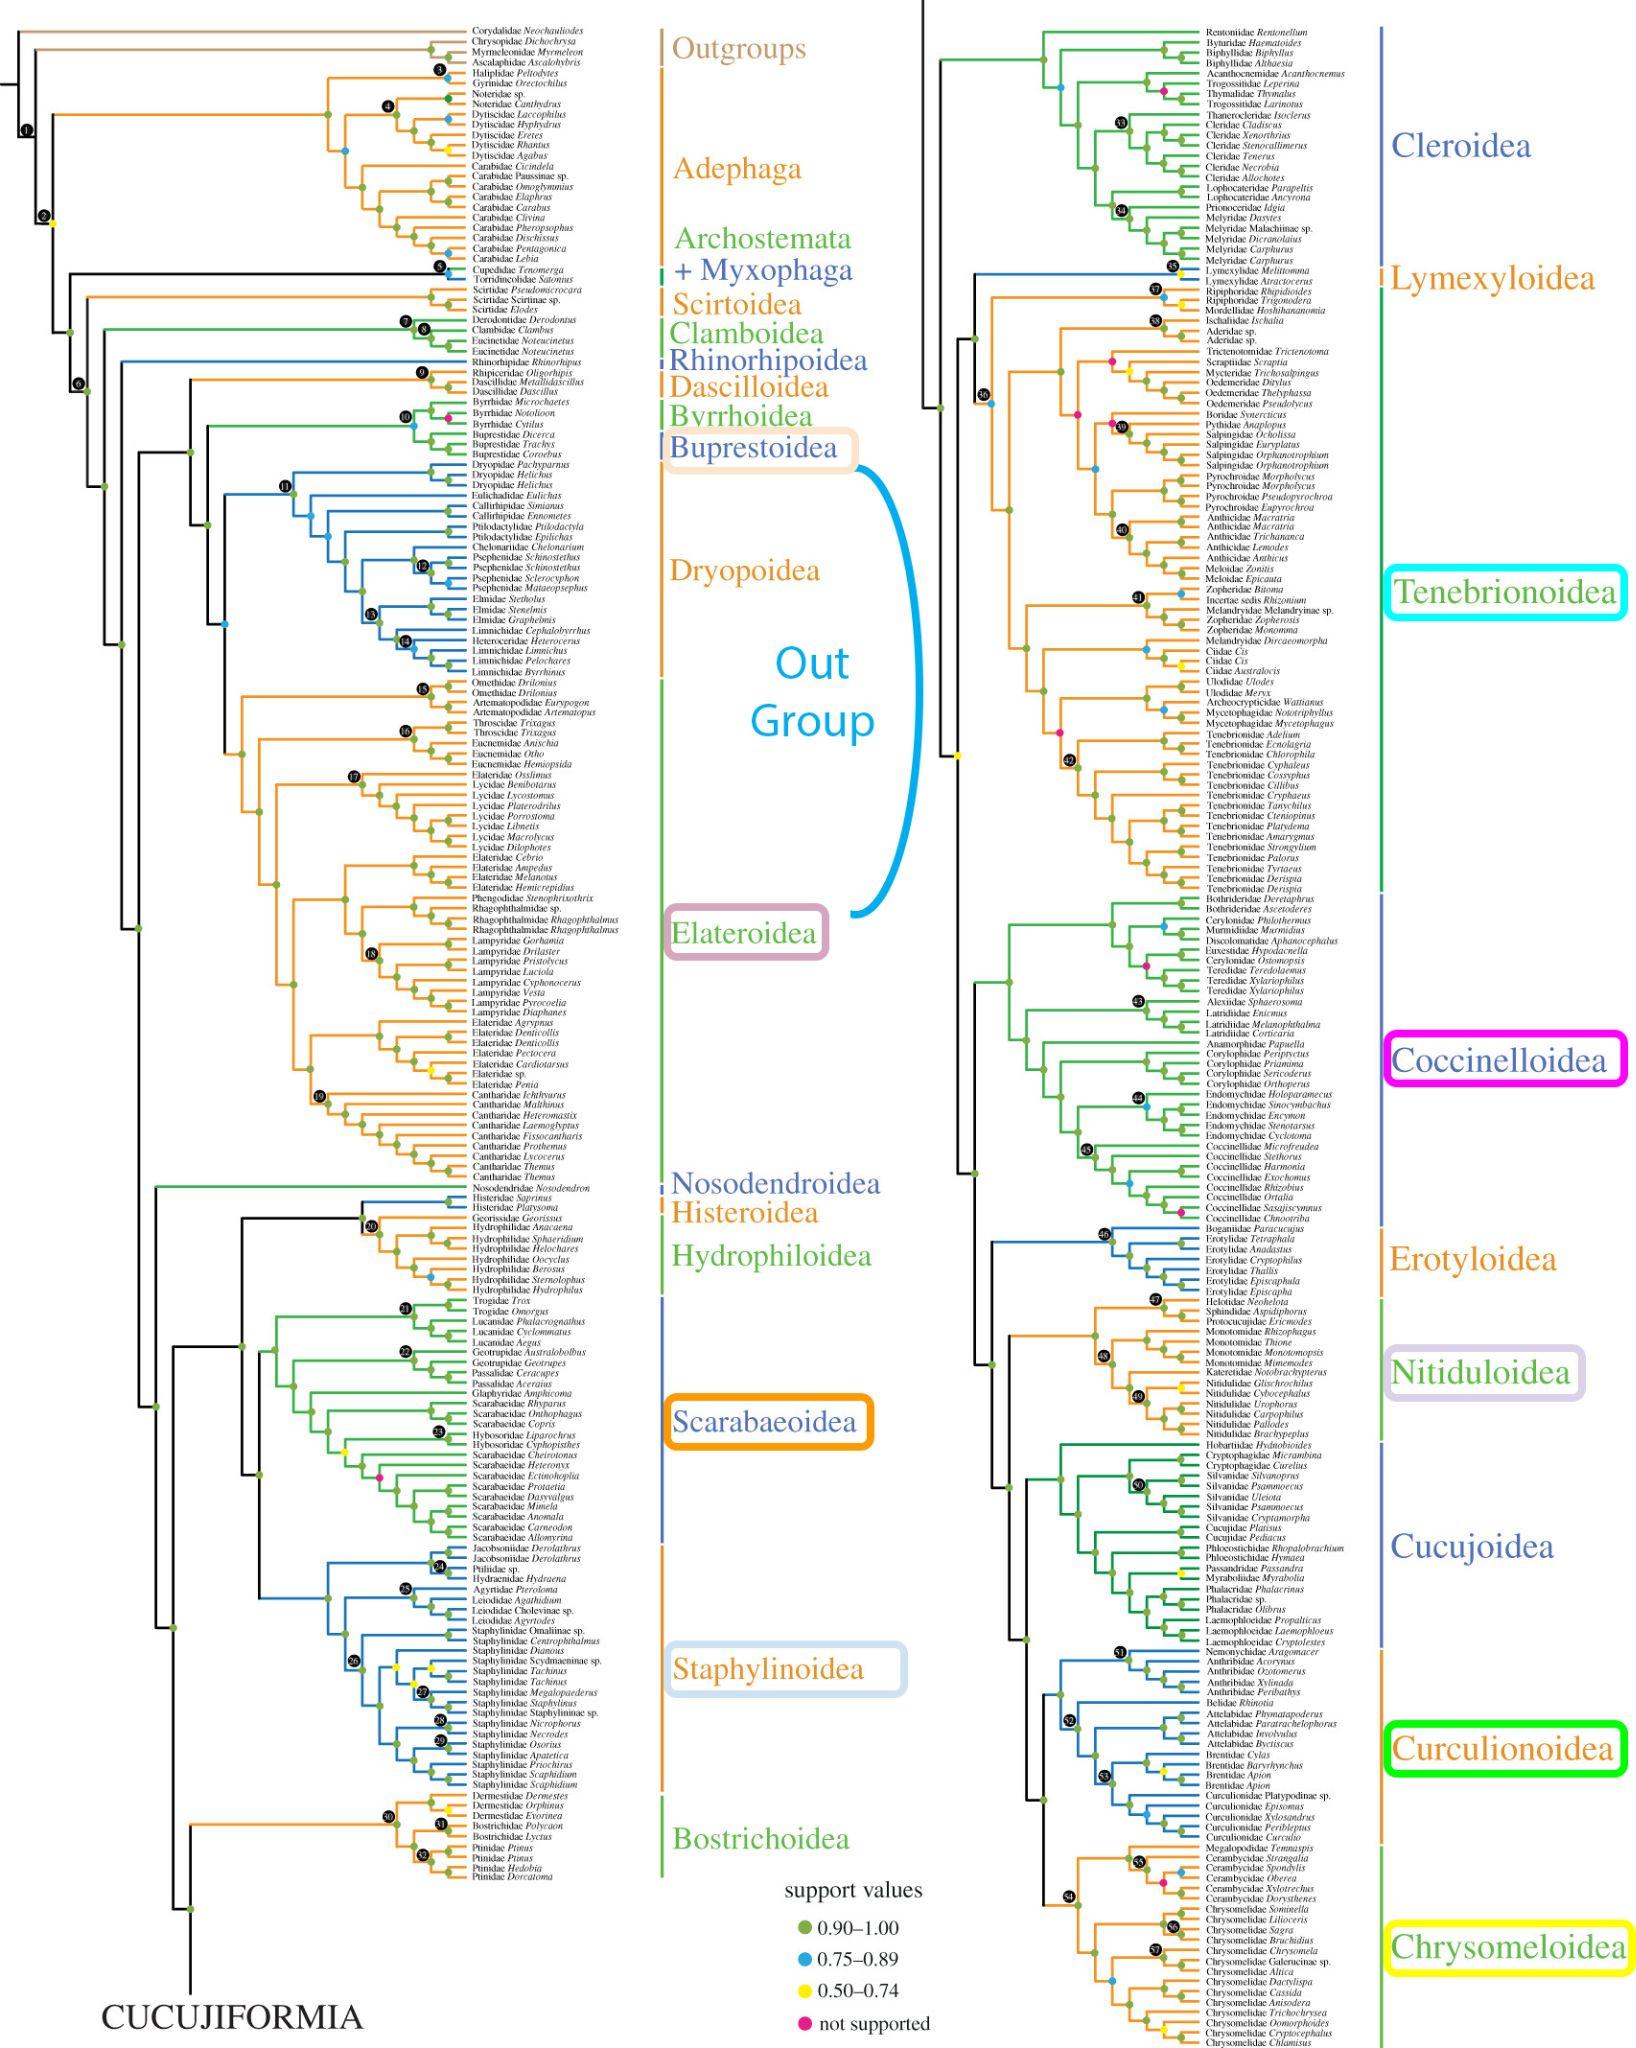 Corydalidae Neochauliodes
Chrysopidae Dichochrysa
Myrmeleonidae Myrmeleon
Ascalaphidae Ascalohybris
Haliplidae Peltodytes
Gyrinidae Orectochilus
Noteridae sp.
Noteridae Canthydrus
Dytiscidae Laccophilus
Dytiscidae Hyphydrus
Dytiscidae Eretes
Dytiscidae Rhantus
Dytiscidae Agabus
Carabidae Cicindela
Carabidae Paussinae sp.
Carabidae Omoglymmius
Carabidae Elaphrus
Carabidae Carabus
Carabidae Clivina
Carabidae Pheropsophus
Carabidae Dischissus
Carabidae Pentagonica
Carabidae Lebia
Cupedidae Tenomerga
Torridincolidae Satonius
Scirtidae Pseudomicrocara
Scirtidae Scirtinae sp.
Scirtidae Elodes
Derodontidae Derodontus
Clambidae Clambus
Eucinetidae Noteucinetus
Eucinetidae Noteucinetus
Rhinorhipidae Rhinorhipus
Rhipiceridae Oligorhipis
Dascillidae Metallidascillus
Dascillidae Dascillus
Byrrhidae Microchaetes
Byrrhidae Notolioon
Byrrhidae Cytilus
Buprestidae Dicerca
Buprestidae Trachys
Buprestidae Coroebus
Dryopidae Pachyparnus
Dryopidae Helichus
Dryopidae Helichus
Eulichadidae Eulichas
Callirhipidae Simianus
Callirhipidae Ennometes
Ptilodactylidae Ptilodactyla
Ptilodactylidae Epilichas
Chelonariidae Chelonarium
Psephenidae Schinostethus
Psephenidae Schinostethus
Psephenidae Sclerocyphon
Psephenidae Mataeopsephus
Elmidae Stetholus
Elmidae Stenelmis
Elmidae Graphelmis
Limnichidae Cephalobyrrhus
Heteroceridae Heterocerus
Limnichidae Limnichus
Limnichidae Pelochares
Limnichidae Byrrhinus
Omethidae Drilonius
Omethidae Drilonius
Artematopodidae Eurypogon
Artematopodidae Artematopus
Throscidae Trixagus
Throscidae Trixagus
Eucnemidae Anischia
Eucnemidae Otho
Eucnemidae Hemiopsida
Elateridae Osslimus
Lycidae Benibotarus
Lycidae Lycostomus
Lycidae Platerodrilus
Lycidae Porrostoma
Lycidae Libnetis
Lycidae Macrolycus
Lycidae Dilophotes
Elateridae Cebrio
Elateridae Ampedus
Elateridae Melanotus
Elateridae Hemicrepidius
Phengodidae Stenophrixothrix
Rhagophthalmidae sp.
Rhagophthalmidae Rhagophthalmus
Rhagophthalmidae Rhagophthalmus
Lampyridae Gorhamia
Lampyridae Drilaster
Lampyridae Pristolycus
Lampyridae Luciola
Lampyridae Cyphonocerus
Lampyridae Vesta
Lampyridae Pyrocoelia
Lampyridae Diaphanes
Elateridae Agrypnus
Elateridae Denticollis
Elateridae Denticollis
Elateridae Pectocera
Elateridae Cardiotarsus
Elateridae sp.
Elateridae Penia
Cantharidae Ichthyurus
Cantharidae Malthinus
Cantharidae Heteromastix
Cantharidae Laemoglyptus
Cantharidae Fissocantharis
Cantharidae Prothemus
Cantharidae Lycocerus
Cantharidae Themus
Cantharidae Themus
Nosodendridae Nosodendron
Histeridae Saprinus
Histeridae Platysoma
Georissidae Georissus
Hydrophilidae Anacaena
Hydrophilidae Sphaeridium
Hydrophilidae Helochares
Hydrophilidae Oocyclus
Hydrophilidae Berosus
Hydrophilidae Sternolophus
Hydrophilidae Hydrophilus
Trogidae Trox
Trogidae Omorgus
Lucanidae Phalacrognathus
Lucanidae Cyclommatus
Lucanidae Aegus
Geotrupidae Australobolbus
Geotrupidae Geotrupes
Passalidae Ceracupes
Passalidae Aceraius
Glaphyridae Amphicoma
Scarabaeidae Rhyparus
Scarabaeidae Onthophagus
Scarabaeidae Copris
Hybosoridae Liparochrus
Hybosoridae Cyphopisthes
Scarabaeidae Cheirotonus
Scarabaeidae Heteronyx
Scarabaeidae Ectinohoplia
Scarabaeidae Protaetia
Scarabaeidae Dasyvalgus
Scarabaeidae Mimela
Scarabaeidae Anomala
Scarabaeidae Carneodon
Scarabaeidae Allomyrina
Jacobsoniidae Derolathrus
Jacobsoniidae Derolathrus
Ptiliidae sp.
Hydraenidae Hydraena
Agyrtidae Pteroloma
Leiodidae Agathidium
Leiodidae Cholevinae sp.
Leiodidae Agyrtodes
Staphylinidae Omaliinae sp.
Staphylinidae Centrophthalmus
Staphylinidae Dianous
Staphylinidae Scydmaeninae sp.
Staphylinidae Tachinus
Staphylinidae Tachinus
Staphylinidae Megalopaederus
Staphylinidae Staphylinus
Staphylinidae Staphylininae sp.
Staphylinidae Nicrophorus
Staphylinidae Necrodes
Staphylinidae Osorius
Staphylinidae Apatetica
Staphylinidae Priochirus
Staphylinidae Scaphidium
Staphylinidae Scaphidium
Dermestidae Dermestes
Dermestidae Orphinus
Dermestidae Evorinea
Bostrichidae Polycaon
Bostrichidae Lyctus
Ptinidae Ptinus
Ptinidae Ptinus
Ptinidae Hedobia
Ptinidae Dorcatoma
Outgroups
Adephaga
Archostemata
+ Myxophaga
Scirtoidea
Clamboidea
Rhinorhipoidea
Dascilloidea
Byrrhoidea
Buprestoidea
Dryopoidea
Out
Group
Elateroidea
Nosodendroidea
Histeroidea
Hydrophiloidea
Scarabaeoidea
Staphylinoidea
Bostrichoidea
support values
0.90–1.00
0.75–0.89
0.50–0.74
not supported
CUCUJIFORMIA
Rentoniidae Rentonellum
Byturidae Haematoides
Biphyllidae Biphyllus
Biphyllidae Althaesia
Acanthocnemidae Acanthocnemus
Trogossitidae Leperina
Thymalidae Thymalus
Trogossitidae Larinotus
Thanerocleridae Isoclerus
Cleridae Cladiscus
Cleridae Xenorthrius
Cleridae Stenocallimerus
Cleridae Tenerus
Cleridae Necrobia
Cleridae Allochotes
Lophocateridae Parapeltis
Lophocateridae Ancyrona
Prionoceridae Idgia
Melyridae Dasytes
Melyridae Malachiinae sp.
Melyridae Dicranolaius
Melyridae Carphurus
Melyridae Carphurus
Lymexylidae Melittomma
Lymexylidae Atractocerus
Ripiphoridae Rhipidioides
Ripiphoridae Trigonodera
Mordellidae Hoshihananomia
Ischaliidae Ischalia
Aderidae sp.
Aderidae sp.
Trictenotomidae Trictenotoma
Scraptiidae Scraptia
Mycteridae Trichosalpingus
Oedemeridae Ditylus
Oedemeridae Thelyphassa
Oedemeridae Pseudolycus
Boridae Synercticus
Pythidae Anaplopus
Salpingidae Ocholissa
Salpingidae Euryplatus
Salpingidae Orphanotrophium
Salpingidae Orphanotrophium
Pyrochroidae Morpholycus
Pyrochroidae Morpholycus
Pyrochroidae Pseudopyrochroa
Pyrochroidae Eupyrochroa
Anthicidae Macratria
Anthicidae Macratria
Anthicidae Trichananca
Anthicidae Lemodes
Anthicidae Anthicus
Meloidae Zonitis
Meloidae Epicauta
Zopheridae Bitoma
Incertae sedis Rhizonium
Melandryidae Melandryinae sp.
Zopheridae Zopherosis
Zopheridae Monomma
Melandryidae Dircaeomorpha
Ciidae Cis
Ciidae Cis
Ciidae Australocis
Ulodidae Ulodes
Ulodidae Meryx
Archeocrypticidae Wattianus
Mycetophagidae Nototriphyllus
Mycetophagidae Mycetophagus
Tenebrionidae Adelium
Tenebrionidae Ecnolagria
Tenebrionidae Chlorophila
Tenebrionidae Cyphaleus
Tenebrionidae Cossyphus
Tenebrionidae Cillibus
Tenebrionidae Cryphaeus
Tenebrionidae Tanychilus
Tenebrionidae Cteniopinus
Tenebrionidae Platydema
Tenebrionidae Amarygmus
Tenebrionidae Strongylium
Tenebrionidae Palorus
Tenebrionidae Tyrtaeus
Tenebrionidae Derispia
Tenebrionidae Derispia
Bothrideridae Deretaphrus
Bothrideridae Ascetoderes
Cerylonidae Philothermus
Murmidiidae Murmidius
Discolomatidae Aphanocephalus
Euxestidae Hypodacnella
Cerylonidae Ostomopsis
Teredidae Teredolaemus
Teredidae Xylariophilus
Teredidae Xylariophilus
Alexiidae Sphaerosoma
Latridiidae Enicmus
Latridiidae Melanophthalma
Latridiidae Corticaria
Anamorphidae Papuella
Corylophidae Periptyctus
Corylophidae Priamima
Corylophidae Sericoderus
Corylophidae Orthoperus
Endomychidae Holoparamecus
Endomychidae Sinocymbachus
Endomychidae Encymon
Endomychidae Stenotarsus
Endomychidae Cyclotoma
Coccinellidae Microfreudea
Coccinellidae Stethorus
Coccinellidae Harmonia
Coccinellidae Exochomus
Coccinellidae Rhizobius
Coccinellidae Ortalia
Coccinellidae Sasajiscymnus
Coccinellidae Chnootriba
Boganiidae Paracucujus
Erotylidae Tetraphala
Erotylidae Anadastus
Erotylidae Cryptophilus
Erotylidae Thallis
Erotylidae Episcaphula
Erotylidae Episcapha
Helotidae Neohelota
Sphindidae Aspidiphorus
Protocucujidae Ericmodes
Monotomidae Rhizophagus
Monotomidae Thione
Monotomidae Monotomopsis
Monotomidae Mimemodes
Kateretidae Notobrachypterus
Nitidulidae Glischrochilus
Nitidulidae Cybocephalus
Nitidulidae Urophorus
Nitidulidae Carpophilus
Nitidulidae Pallodes
Nitidulidae Brachypeplus
Hobartiidae Hydnobioides
Cryptophagidae Micrambina
Cryptophagidae Curelius
Silvanidae Silvanoprus
Silvanidae Psammoecus
Silvanidae Uleiota
Silvanidae Psammoecus
Silvanidae Cryptamorpha
Cucujidae Platisus
Cucujidae Pediacus
Phloeostichidae Rhopalobrachium
Phloeostichidae Hymaea
Passandridae Passandra
Myraboliidae Myrabolia
Phalacridae Phalacrinus
Phalacridae sp.
Phalacridae Olibrus
Laemophloeidae Propalticus
Laemophloeidae Laemophloeus
Laemophloeidae Cryptolestes
Nemonychidae Aragomacer
Anthribidae Acorynus
Anthribidae Ozotomerus
Anthribidae Xylinada
Anthribidae Peribathys
Belidae Rhinotia
Attelabidae Phymatapoderus
Attelabidae Paratrachelophorus
Attelabidae Involvulus
Attelabidae Byctiscus
Brentidae Cylas
Brentidae Baryrhynchus
Brentidae Apion
Brentidae Apion
Curculionidae Platypodinae sp.
Curculionidae Episomus
Curculionidae Xylosandrus
Curculionidae Peribleptus
Curculionidae Curculio
Megalopodidae Temnaspis
Cerambycidae Strangalia
Cerambycidae Spondylis
Cerambycidae Oberea
Cerambycidae Xylotrechus
Cerambycidae Dorysthenes
Chrysomelidae Sominella
Chrysomelidae Lilioceris
Chrysomelidae Sagra
Chrysomelidae Bruchidius
Chrysomelidae Chrysomela
Chrysomelidae Galerucinae sp.
Chrysomelidae Altica
Chrysomelidae Dactylispa
Chrysomelidae Cassida
Chrysomelidae Anisodera
Chrysomelidae Trichochrysea
Chrysomelidae Oomorphoides
Chrysomelidae Cryptocephalus
Chrysomelidae Chlamisus
Cleroidea
Lymexyloidea
Tenebrionoidea
Coccinelloidea
Erotyloidea
Nitiduloidea
Cucujoidea
Curculionoidea
Chrysomeloidea